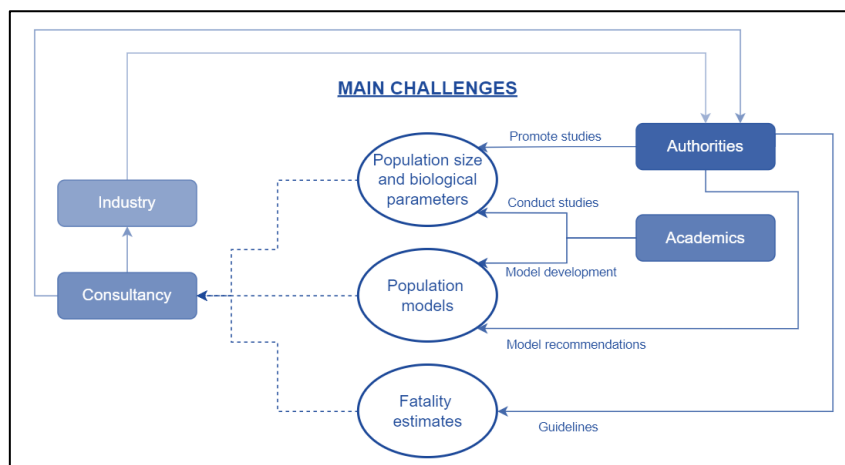 MAIN CHALLENGES
Promote studies
Authorities
Population size
and biological
parameters
Industry
Conduct studies
Academics
Model development
Consultancy
Population
models
Model recommendations
Fatality
estimates
Guidelines